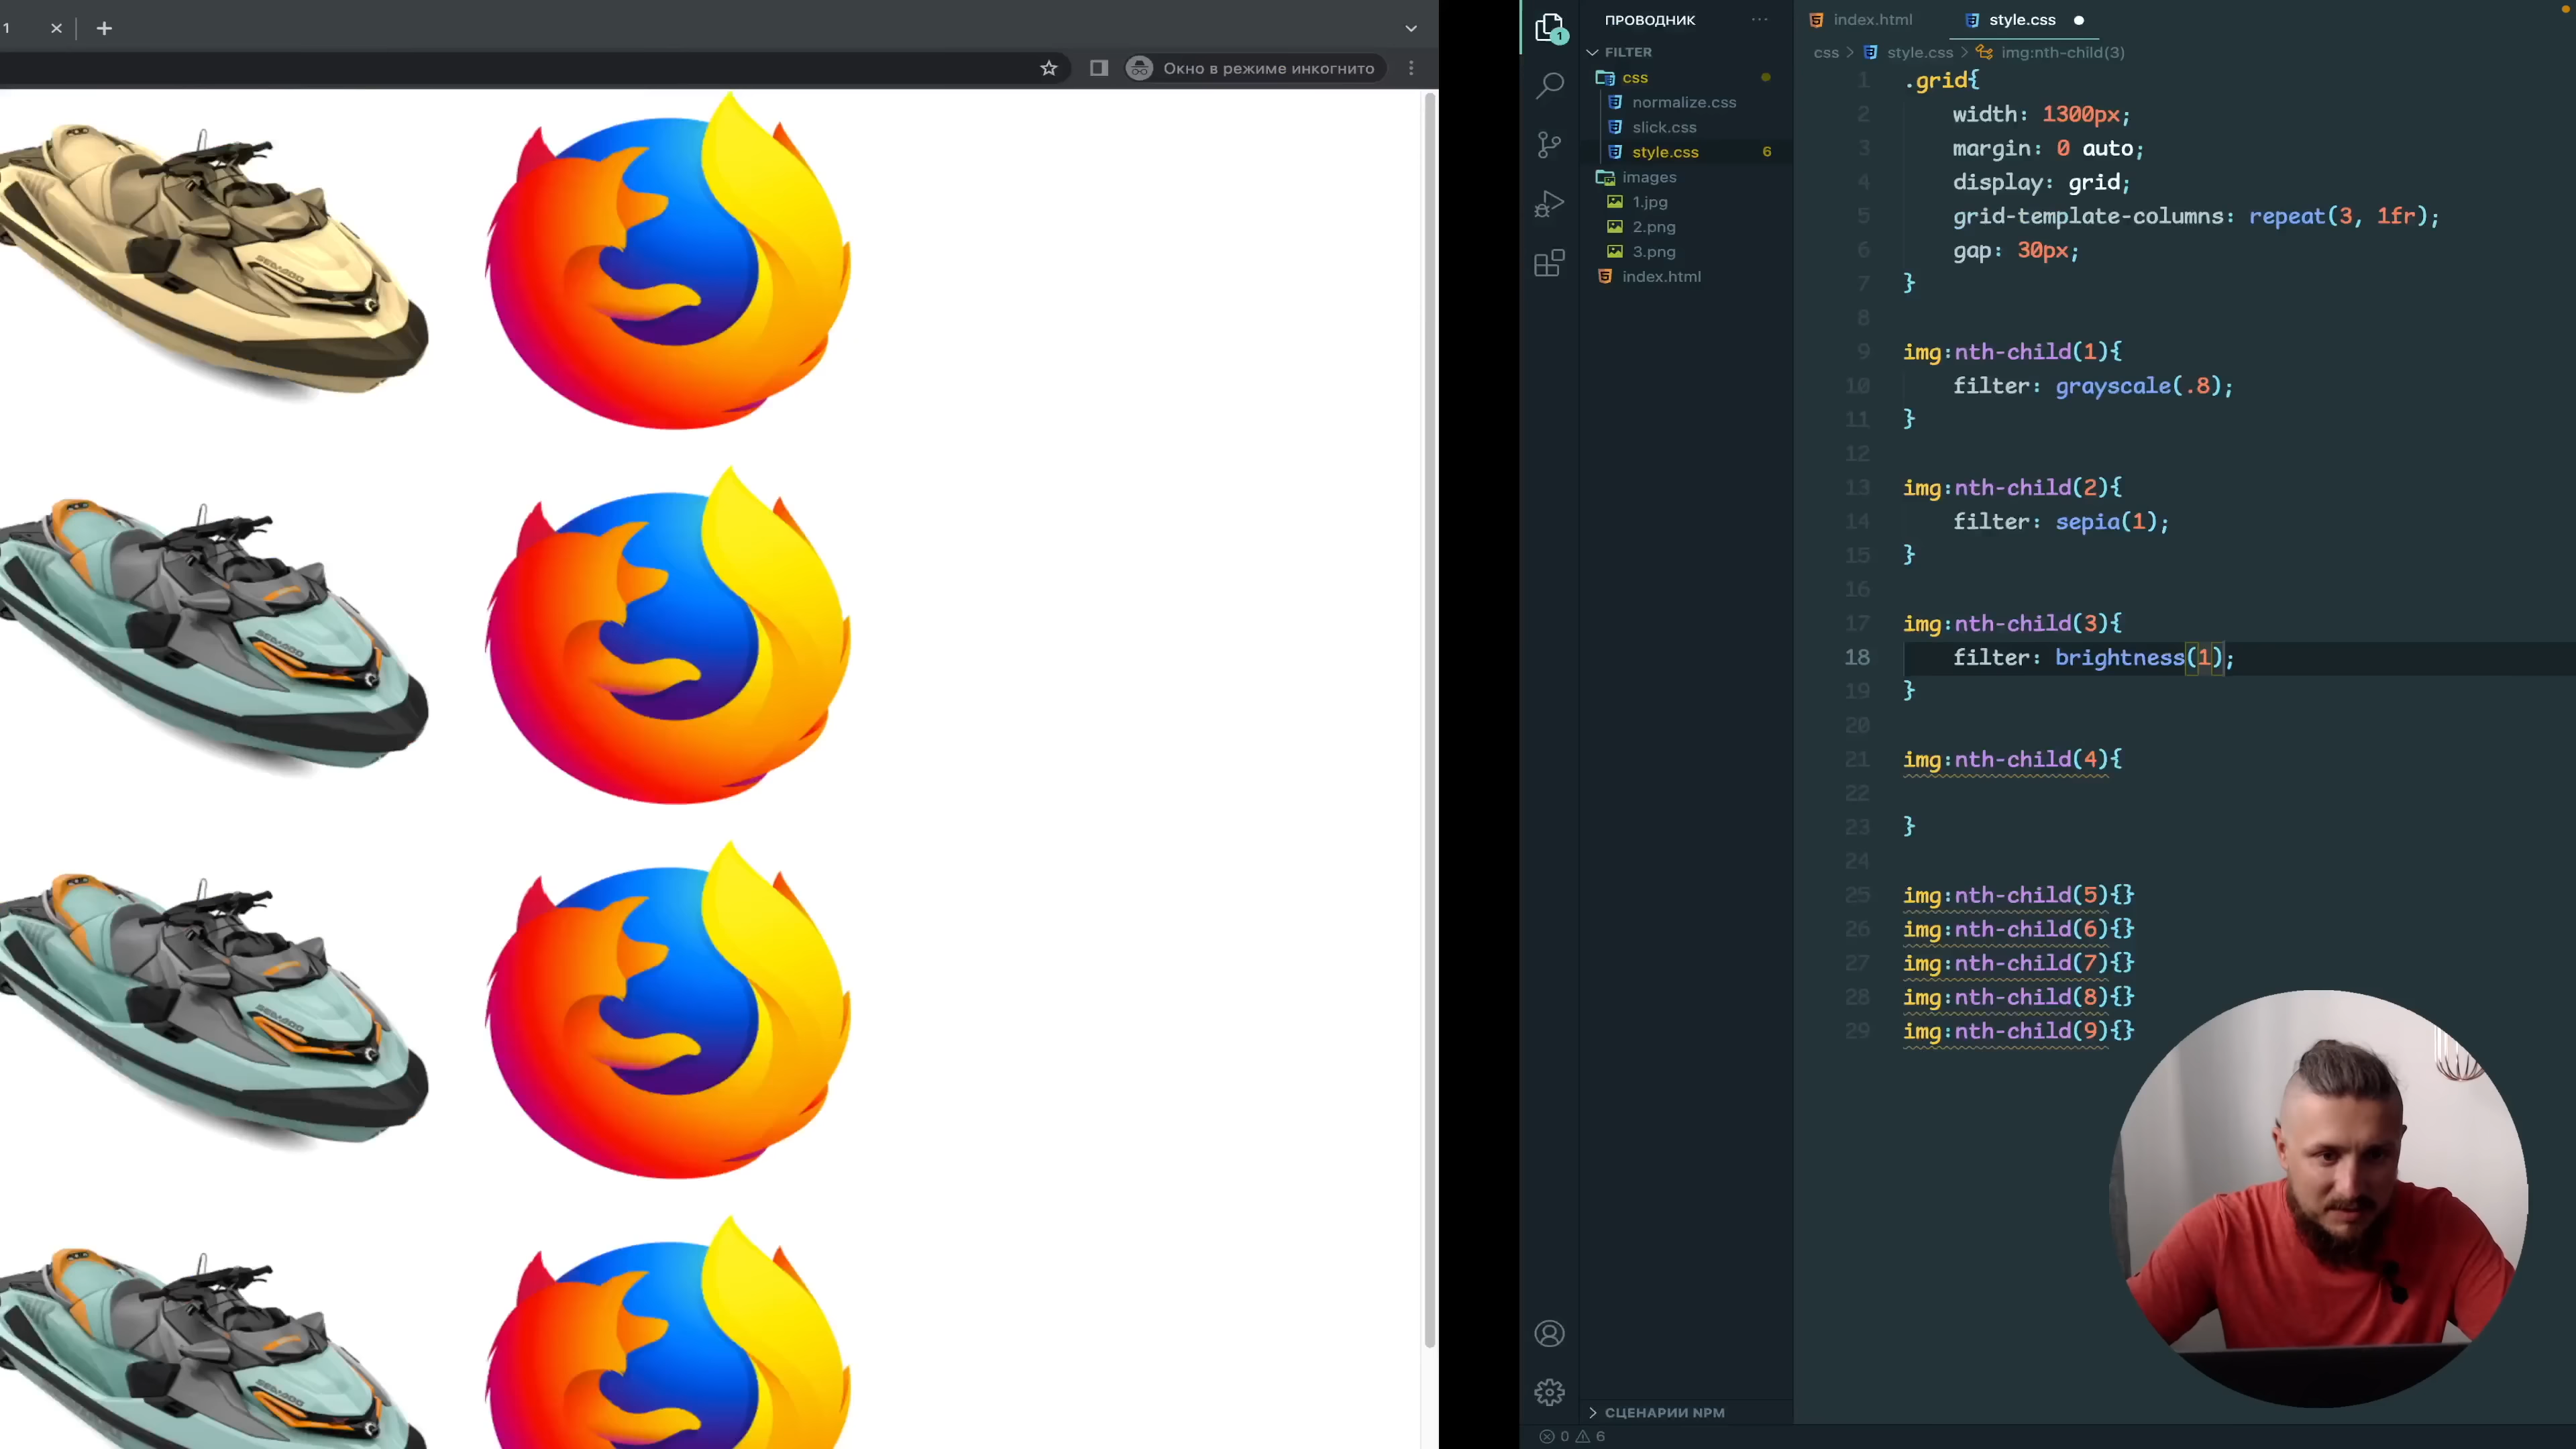 1
Окно в режиме инкогнито
1
ПРОВОДНИК
FILTER
css
normalize.css
slick.css
style.css 6
images
1.jpg
2.png
3.png
index.html
СЦЕНАРИИ NPM
0 6
index.html style.css
css > style.css > img:nth-child(3)
1 .grid{
2 width: 1300px;
3 margin: 0 auto;
4 display: grid;
5 grid-template-columns: repeat(3, 1fr);
6 gap: 30px;
7 }
8
9 img:nth-child(1){
10 filter: grayscale(.8);
11 }
12
13 img:nth-child(2){
14 filter: sepia(1);
15 }
16
17 img:nth-child(3){
18 filter: brightness(1);
19 }
20
21 img:nth-child(4){
22
23 }
24
25 img:nth-child(5){}
26 img:nth-child(6){}
27 img:nth-child(7){}
28 img:nth-child(8){}
29 img:nth-child(9){}
SEADOO
SEADOO
SEADOO
SEADOO